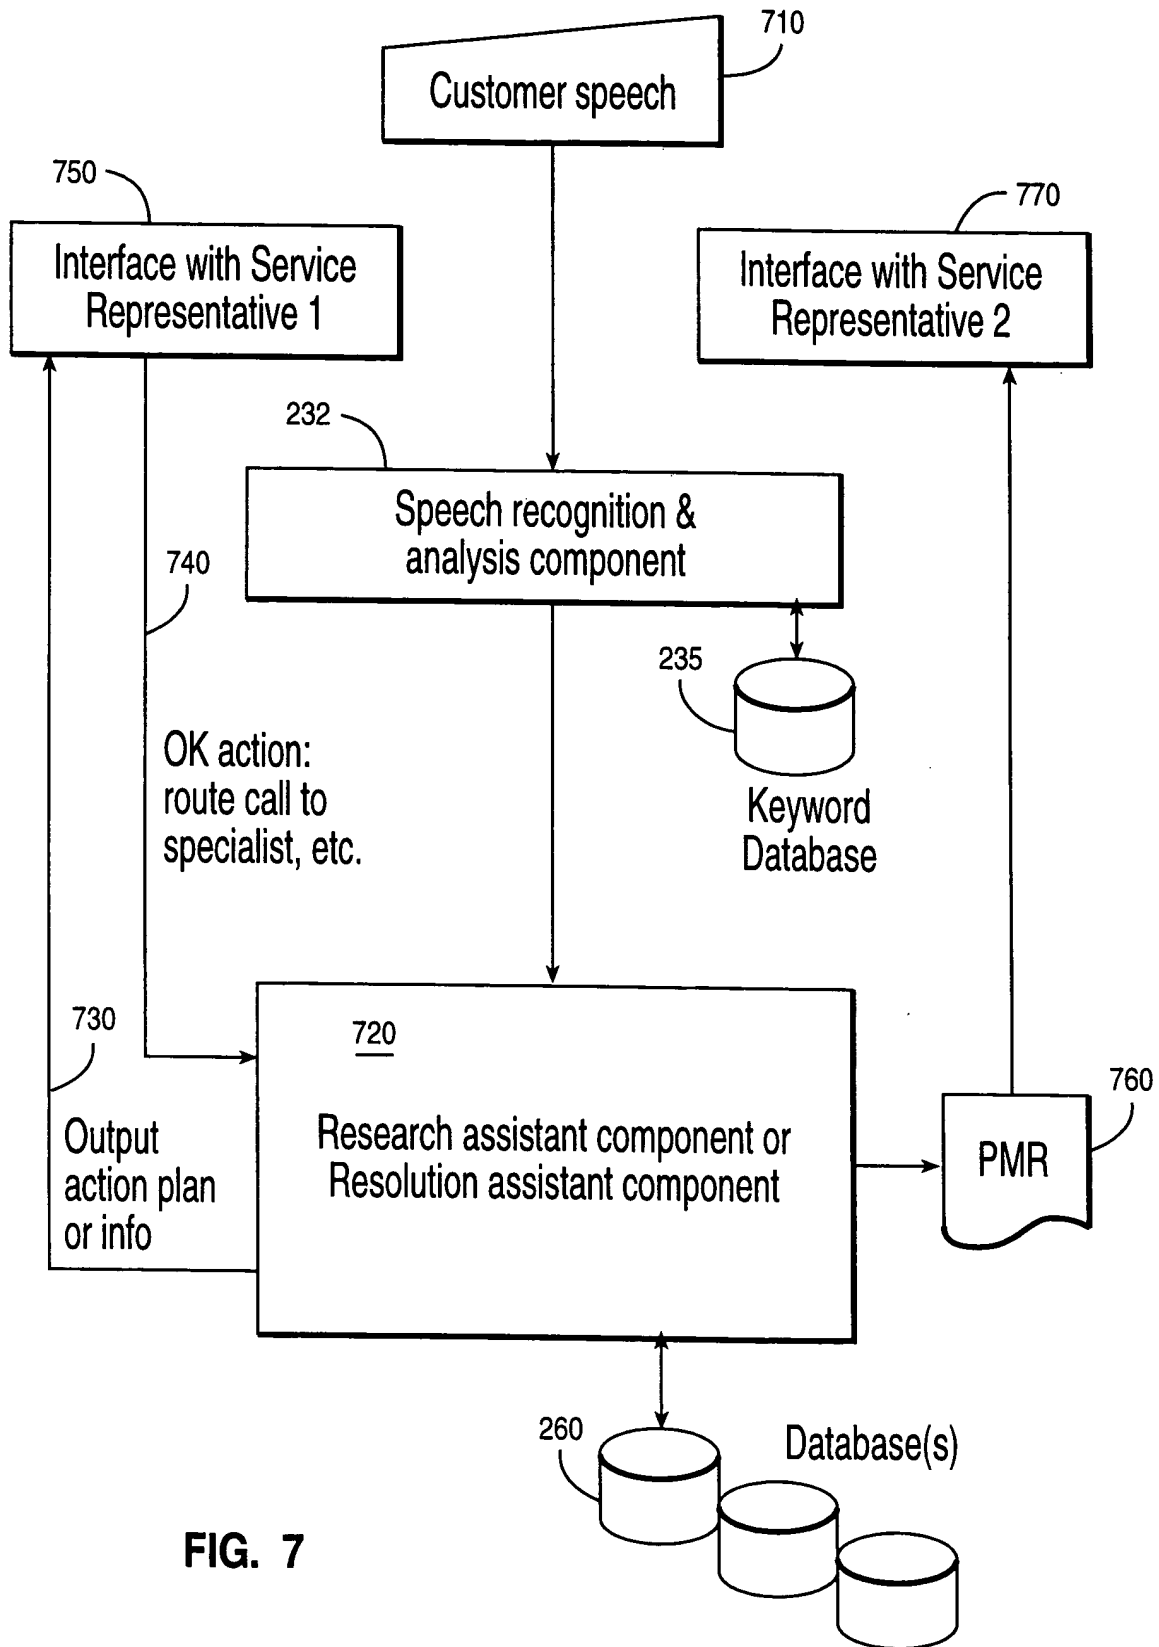 710
Customer speech
750
Interface with Service
Representative 1
770
Interface with Service
Representative 2
232
Speech recognition &
analysis component
740
235
Keyword
Database
OK action:
route call to
specialist, etc.
730
Output
action plan
or info
720
Research assistant component or
Resolution assistant component
760
PMR
260
Database(s)
FIG. 7